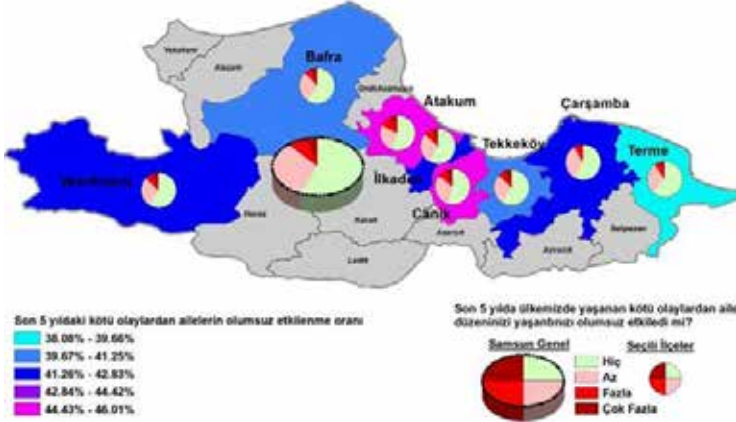 Yakakent
Alaçam
Bafra
Ondokuzmayıs
Atakum
Çarşamba
Tekkeköy
Terme
Vezirköprü
İlkadım
Canik
Havza
Kavak
Asarcık
Salıpazarı
Ayvacık
Ladik
Son 5 yıldaki kötü olaylardan ailelerin olumsuz etkilenme oranı
38.08% - 39.66%
39.67% - 41.25%
41.26% - 42.83%
42.84% - 44.42%
44.43% - 46.01%
Son 5 yılda ülkemizde yaşanan kötü olaylardan aile
düzeninizi yaşantınızı olumsuz etkiledi mi?
Samsun Genel
Seçili İlçeler
Hiç
Az
Fazla
Çok Fazla